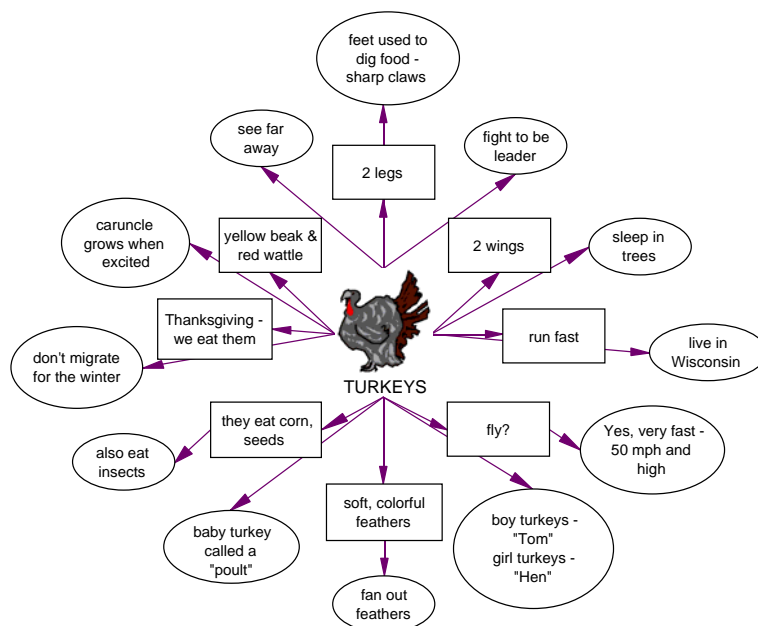 feet used to
dig food -
sharp claws
see far
away
fight to be
leader
2 legs
caruncle
grows when
excited
yellow beak &
red wattle
2 wings
sleep in
trees
Thanksgiving -
we eat them
run fast
don't migrate
for the winter
live in
Wisconsin
TURKEYS
they eat corn,
seeds
fly?
Yes, very fast -
50 mph and
high
also eat
insects
soft, colorful
feathers
baby turkey
called a
"poult"
boy turkeys -
"Tom"
girl turkeys -
"Hen"
fan out
feathers